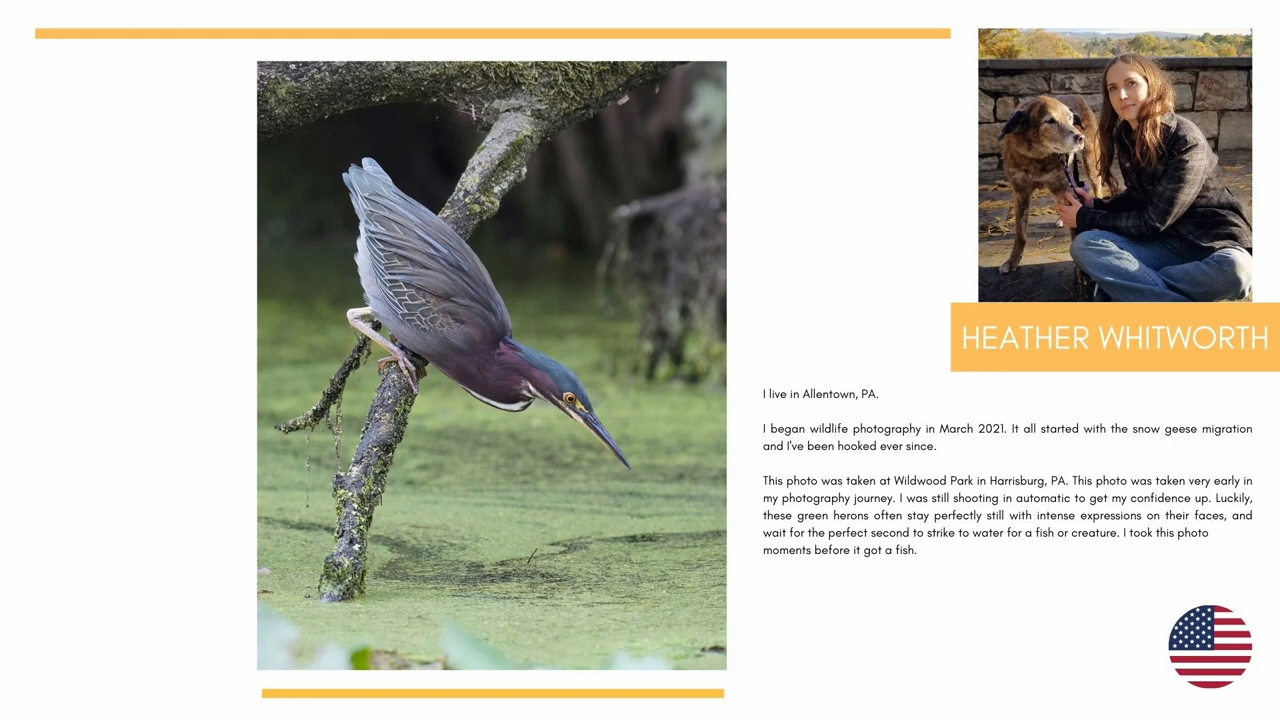 HEATHER WHITWORTH
I live in Allentown, PA.
I began wildlife photography in March 2021. It all started with the snow geese migration
and I've been hooked ever since.
This photo was taken at Wildwood Park in Harrisburg, PA. This photo was taken very early in
my photography journey. I was still shooting in automatic to get my confidence up. Luckily,
these green herons often stay perfectly still with intense expressions on their faces, and
wait for the perfect second to strike to water for a fish or creature. I took this photo
moments before it got a fish.